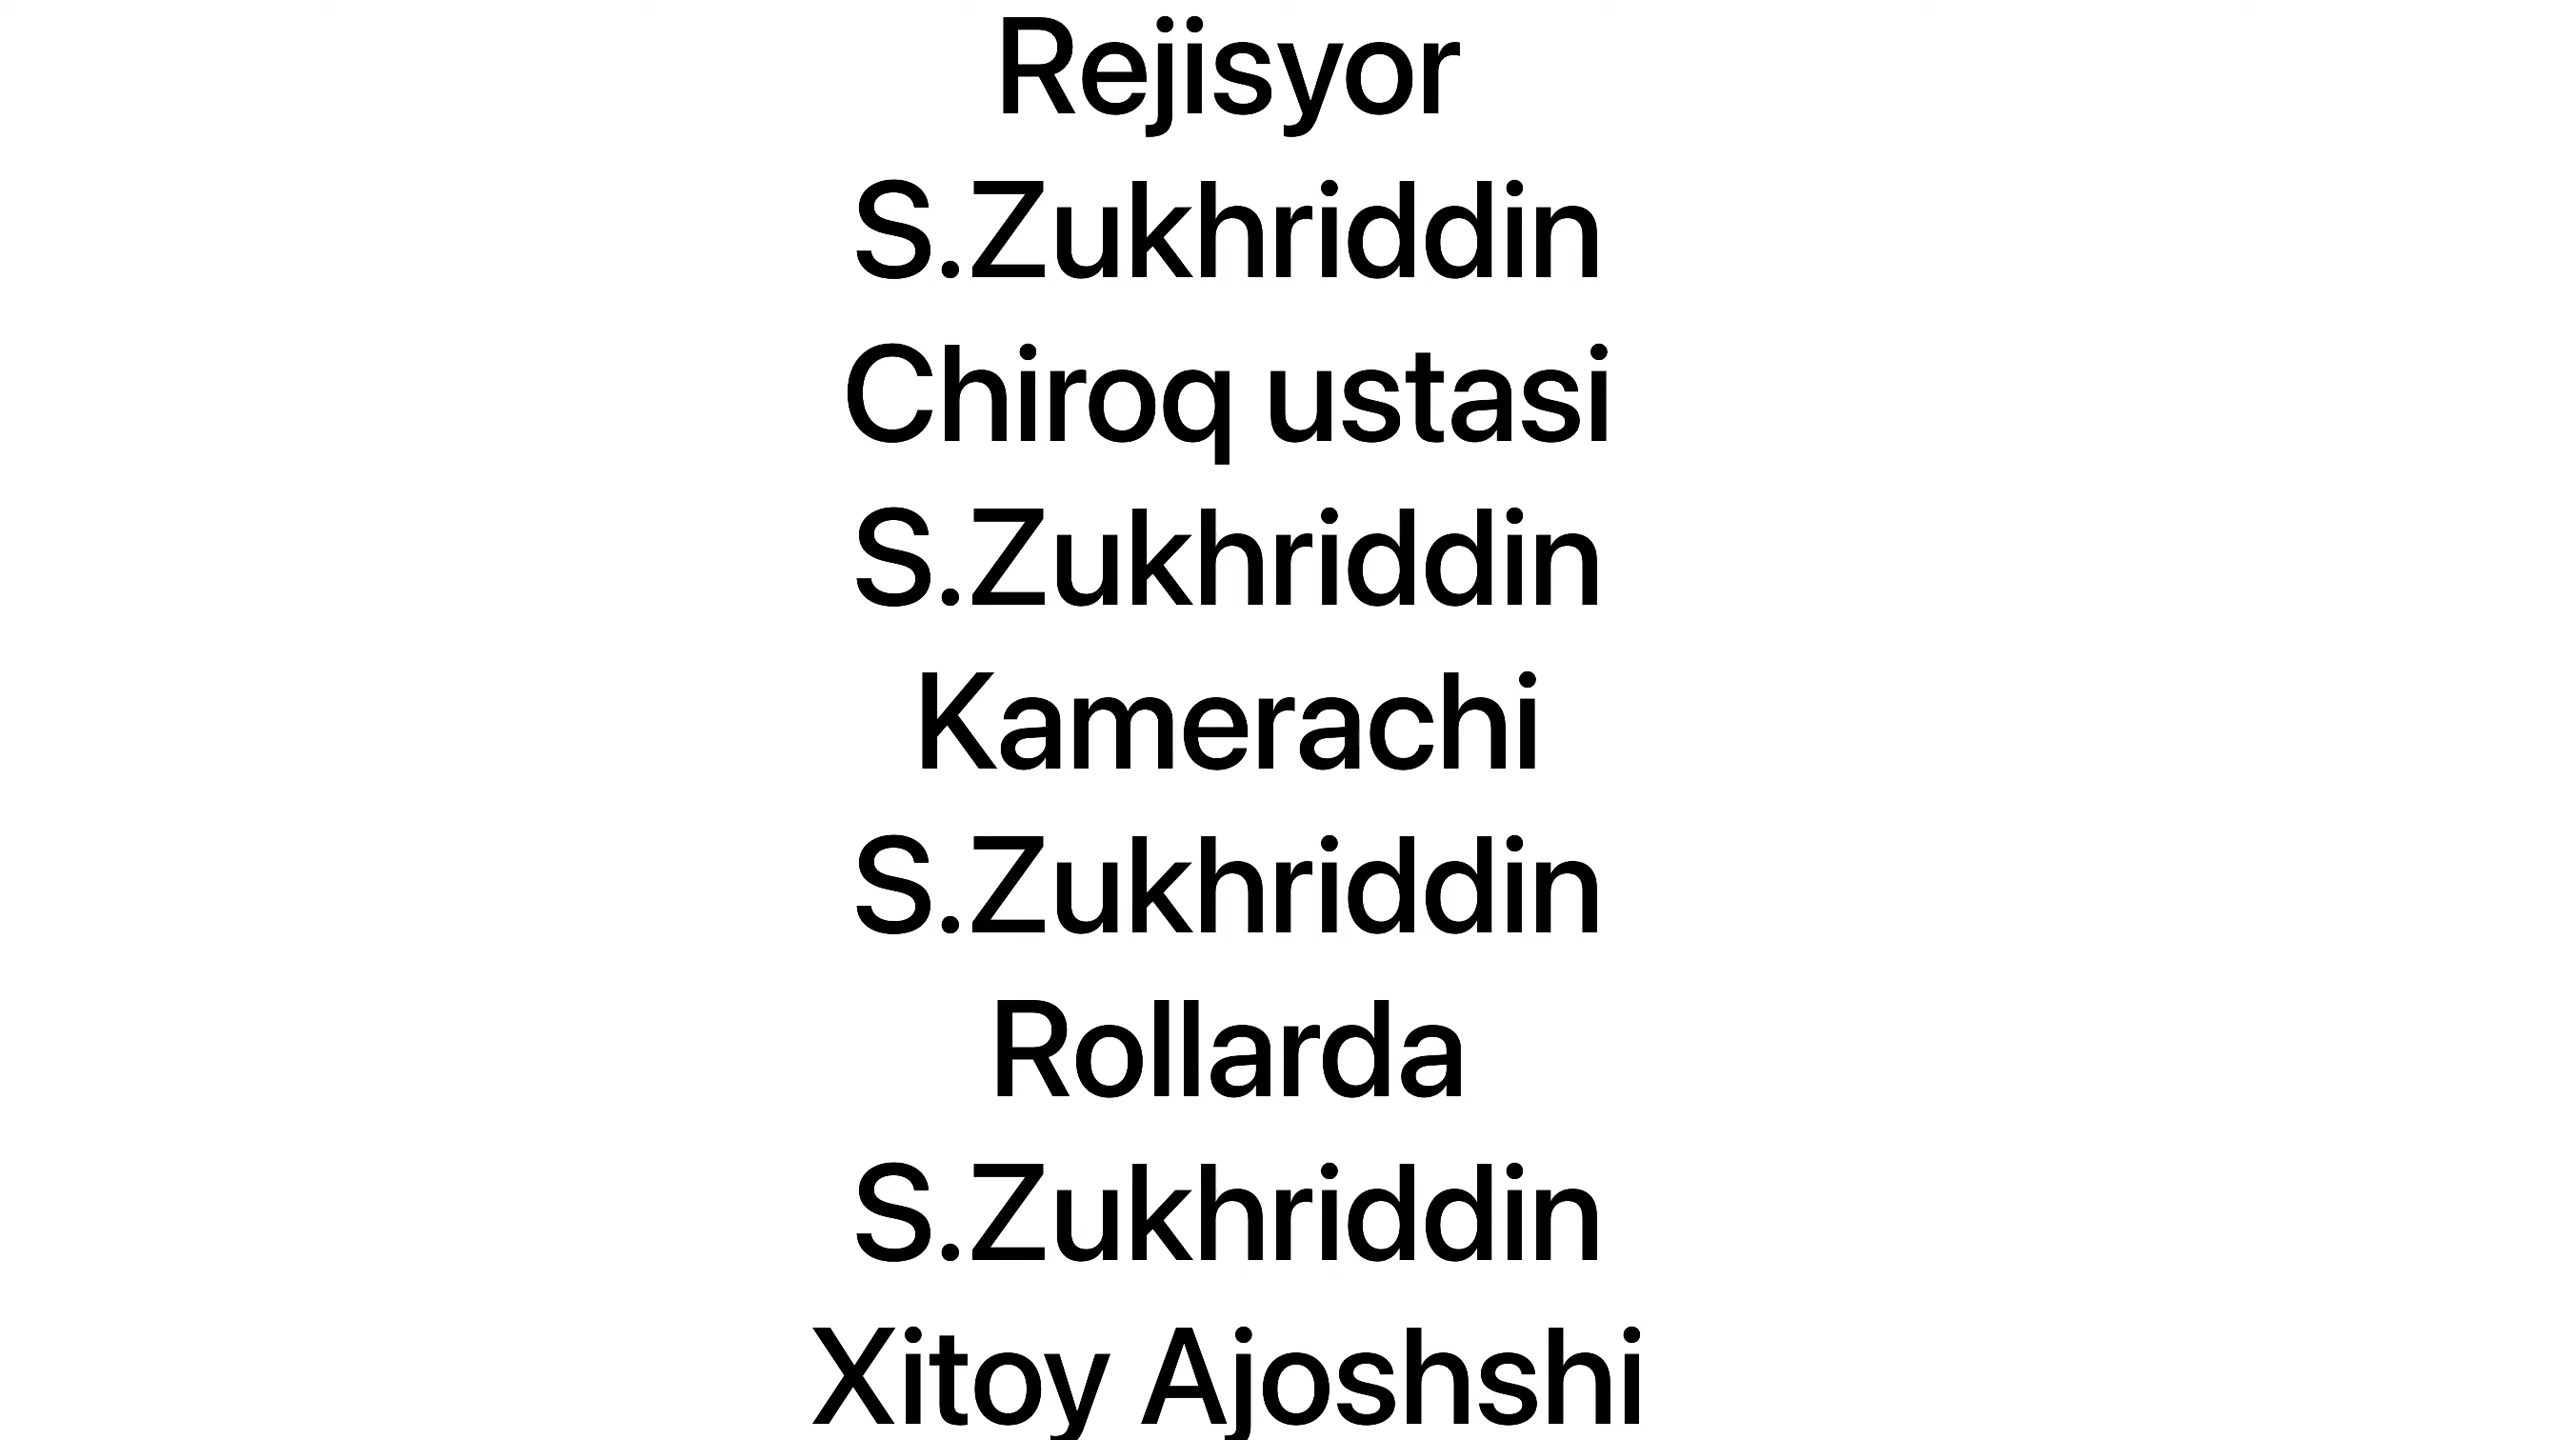 Rejisyor
S.Zukhriddin
Chiroq ustasi
S.Zukhriddin
Kamerachi
S.Zukhriddin
Rollarda
S.Zukhriddin
Xitoy Ajoshshi